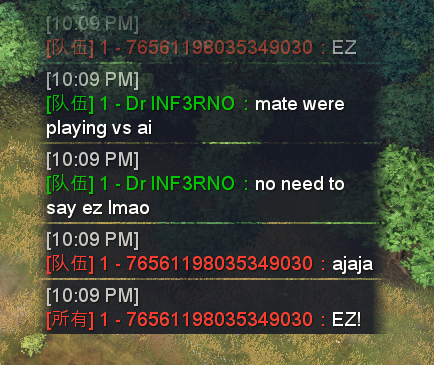 [10:09 PM]
[队伍] 1 - 76561198035349030 : EZ
[10:09 PM]
[队伍] 1 - Dr INF3RNO : mate were
playing vs ai
[10:09 PM]
[队伍] 1 - Dr INF3RNO : no need to
say ez lmao
[10:09 PM]
[队伍] 1 - 76561198035349030 : ajaja
[10:09 PM]
[所有] 1 - 76561198035349030 : EZ!